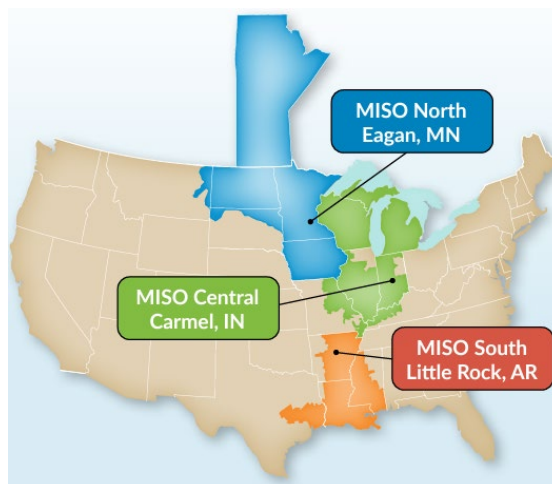 MISO North
Eagan, MN
MISO Central
Carmel, IN
MISO South
Little Rock, AR